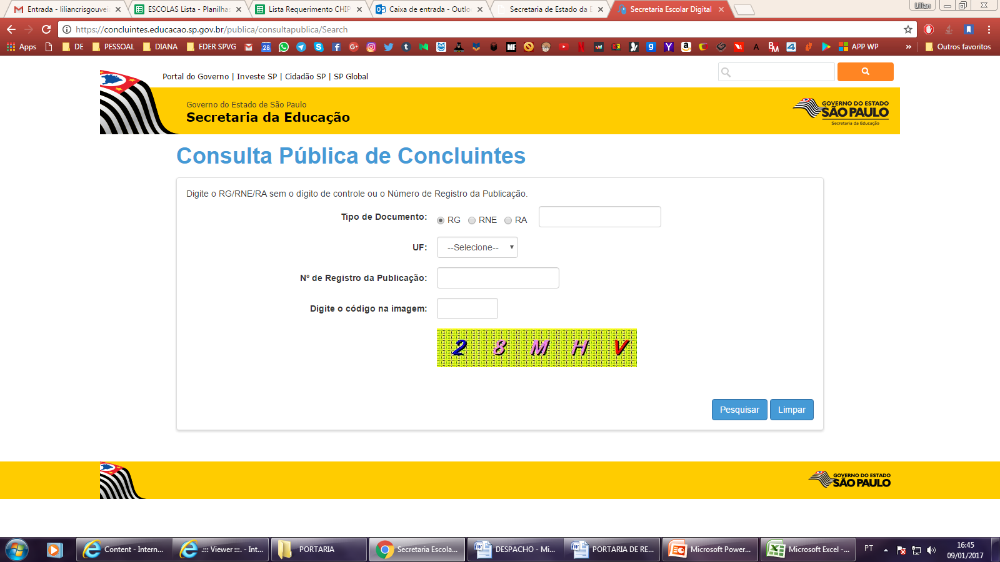 Entrada - liliancrisgouvei
ESCOLAS Lista - Planilhas
Lista Requerimento CHIP
Caixa de entrada - Outlo
Secretaria de Estado da E
Secretaria Escolar Digital
Lilian
https://concluintes.educacao.sp.gov.br/publica/consultapublica/Search
Apps DE PESSOAL DIANA EDER SPVG APP WP » Outros favoritos
Portal do Governo | Investe SP | Cidadão SP | SP Global
Governo do Estado de São Paulo
Secretaria da Educação
GOVERNO DO ESTADO
SÃO PAULO
Secretaria da Educação
Consulta Pública de Concluintes
Digite o RG/RNE/RA sem o dígito de controle ou o Número de Registro da Publicação.
Tipo de Documento: RG RNE RA
UF: --Selecione--
Nº de Registro da Publicação:
Digite o código na imagem:
2 8 M H V
Pesquisar Limpar
GOVERNO DO ESTADO
SÃO PAULO
Content - Intern...
.::: Viewer :::. - Int...
PORTARIA
Secretaria Escola...
DESPACHO - Mi...
PORTARIA DE RE...
Microsoft Power...
Microsoft Excel -...
PT
16:45
09/01/2017